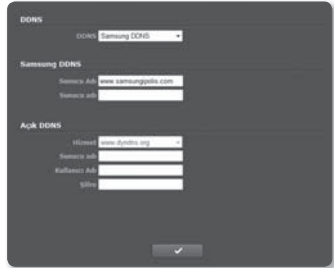 DDNS
DDNS Samsung DDNS
Samsung DDNS
Sunucu Adı www.samsungipolis.com
Sunucu adı
Açık DDNS
Hizmet www.dyndns.org
Sunucu adı
Kullanıcı Adı
Şifre